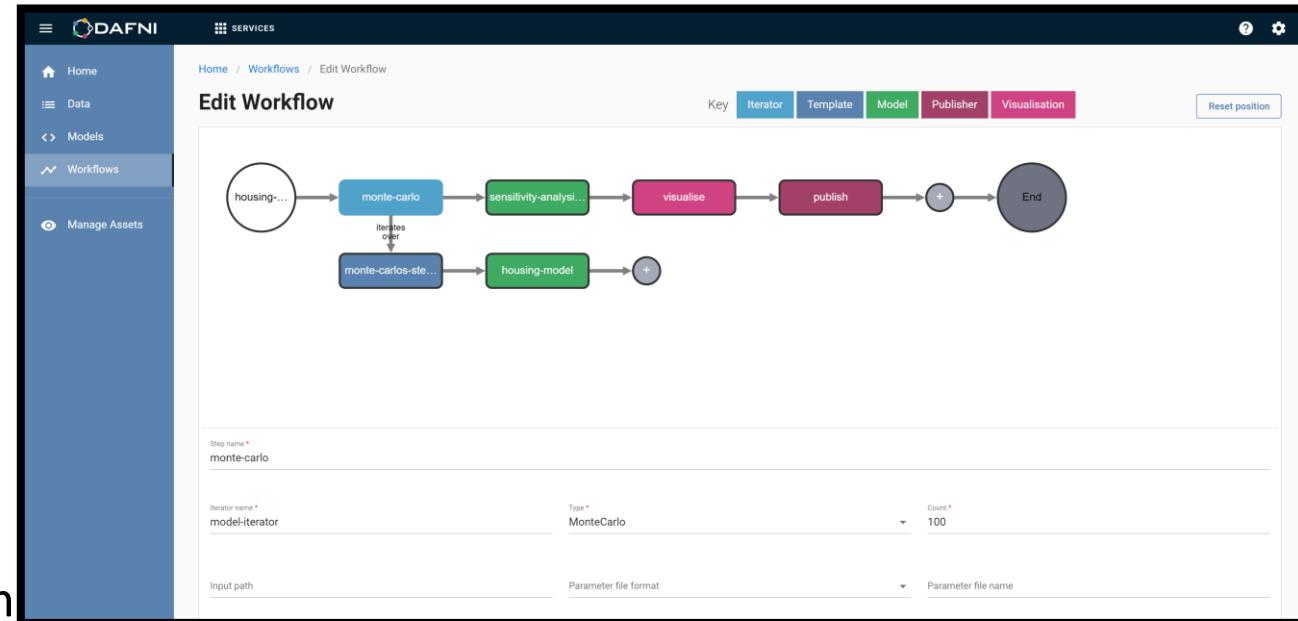 DAFNI SERVICES
Home
Data
Models
Workflows
Manage Assets
Home / Workflows / Edit Workflow
Edit Workflow
Key Iterator Template Model Publisher Visualisation
Reset position
housing-... monte-carlo sensitivity-analysi... visualise publish + End
iterates
over
monte-carlos-ste... housing-model +
Step name *
monte-carlo
Iterator name * Type * Count *
model-iterator MonteCarlo 100
Input path Parameter file format Parameter file name